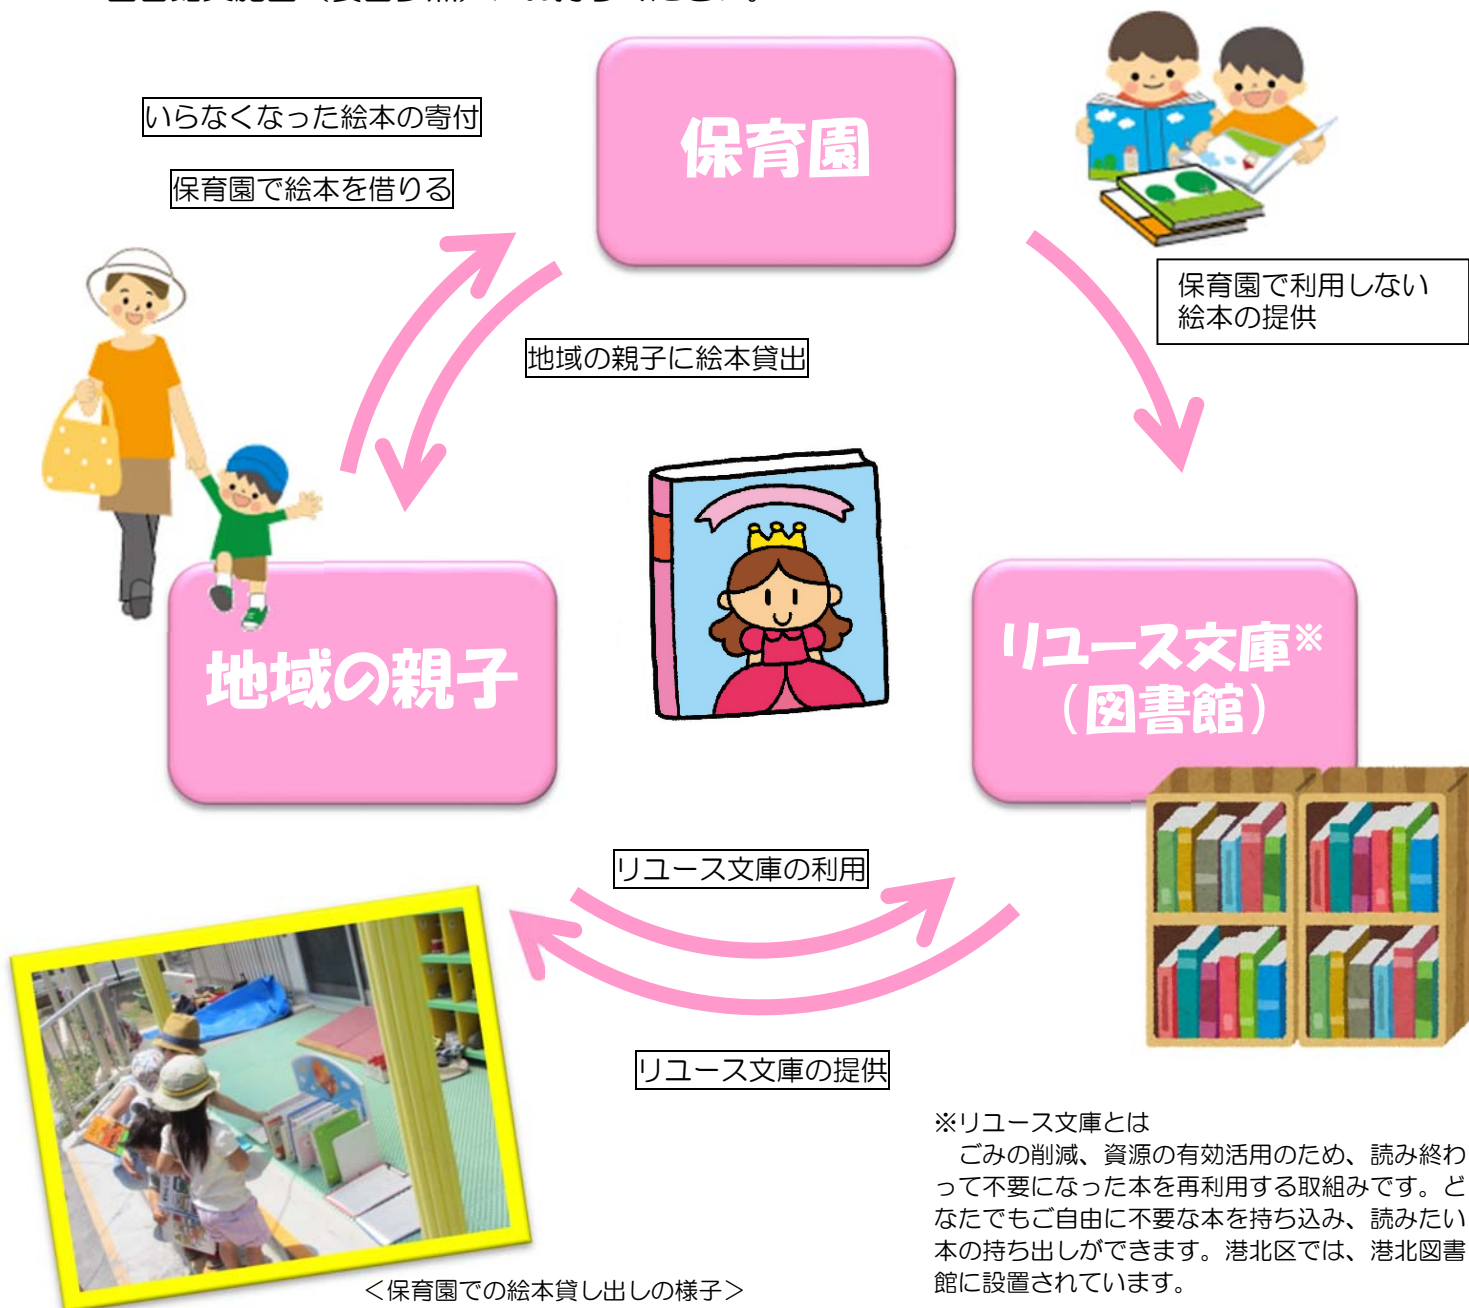 いらなくなった絵本の寄付
保育園
保育園で絵本を借りる
保育園で利用しない
絵本の提供
地域の親子に絵本貸出
地域の親子
リユース文庫※
（図書館）
リユース文庫の利用
リユース文庫の提供
※リユース文庫とは
ごみの削減、資源の有効活用のため、読み終わ
って不要になった本を再利用する取組みです。ど
なたでもご自由に不要な本を持ち込み、読みたい
本の持ち出しができます。港北区では、港北図書
館に設置されています。
＜保育園での絵本貸し出しの様子＞